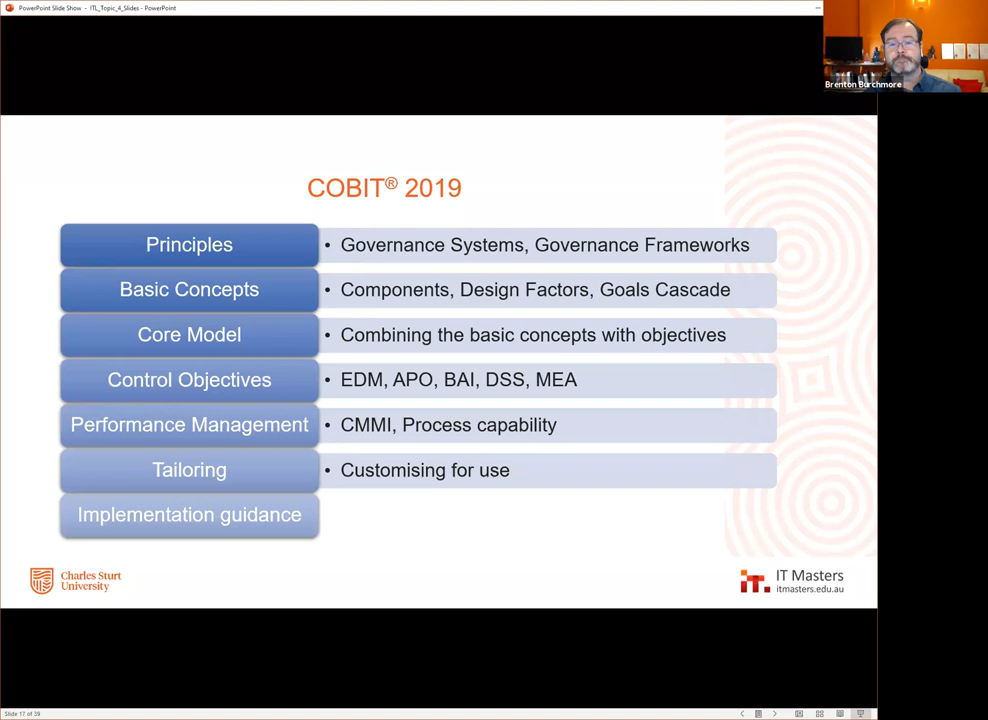 PowerPoint Slide Show - ITL_Topic_4_Slides - PowerPoint
Brenton Burchmore
COBIT® 2019
Principles
• Governance Systems, Governance Frameworks
Basic Concepts
• Components, Design Factors, Goals Cascade
Core Model
• Combining the basic concepts with objectives
Control Objectives
• EDM, APO, BAI, DSS, MEA
Performance Management
• CMMI, Process capability
Tailoring
• Customising for use
Implementation guidance
Charles Sturt
University
iT.
IT Masters
itmasters.edu.au
Slide 17 of 39